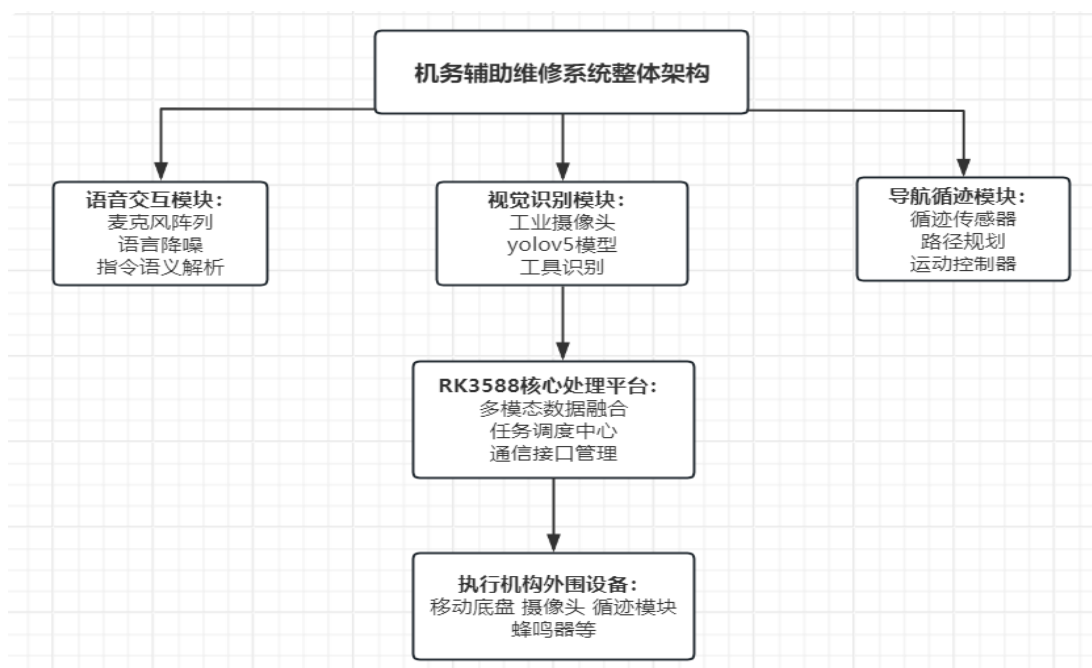 机务辅助维修系统整体架构
语音交互模块：
麦克风阵列
语言降噪
指令语义解析
视觉识别模块：
工业摄像头
yolov5模型
工具识别
导航循迹模块：
循迹传感器
路径规划
运动控制器
RK3588核心处理平台：
多模态数据融合
任务调度中心
通信接口管理
执行机构外围设备：
移动底盘 摄像头 循迹模块
蜂鸣器等